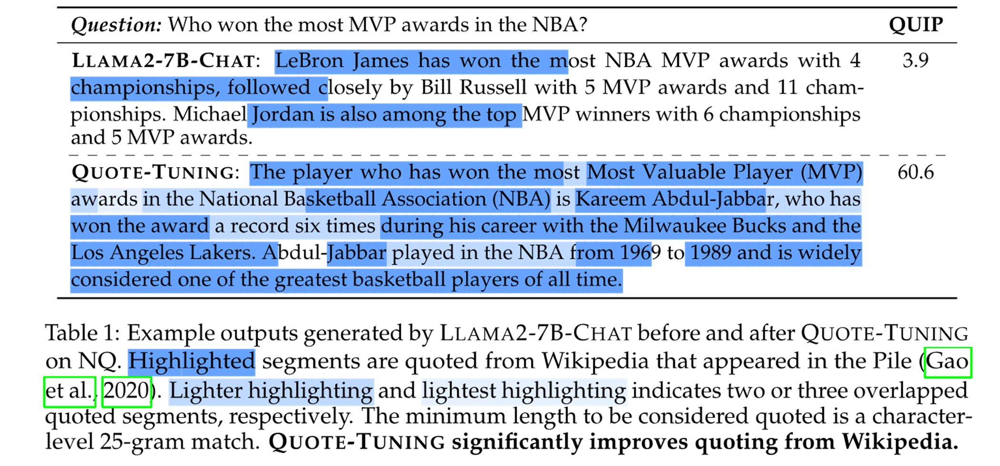 Question: Who won the most MVP awards in the NBA? QUIP
LLAMA2-7B-CHAT: LeBron James has won the most NBA MVP awards with 4 3.9
championships, followed closely by Bill Russell with 5 MVP awards and 11 cham-
pionships. Michael Jordan is also among the top MVP winners with 6 championships
and 5 MVP awards.
QUOTE-TUNING: The player who has won the most Most Valuable Player (MVP) 60.6
awards in the National Basketball Association (NBA) is Kareem Abdul-Jabbar, who has
won the award a record six times during his career with the Milwaukee Bucks and the
Los Angeles Lakers. Abdul-Jabbar played in the NBA from 1969 to 1989 and is widely
considered one of the greatest basketball players of all time.
Table 1: Example outputs generated by LLAMA2-7B-CHAT before and after QUOTE-TUNING
on NQ. Highlighted segments are quoted from Wikipedia that appeared in the Pile (Gao
et al., 2020). Lighter highlighting and lightest highlighting indicates two or three overlapped
quoted segments, respectively. The minimum length to be considered quoted is a character-
level 25-gram match. QUOTE-TUNING significantly improves quoting from Wikipedia.